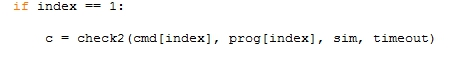 if index == 1:
c = check2(cmd[index], prog[index], sim, timeout)